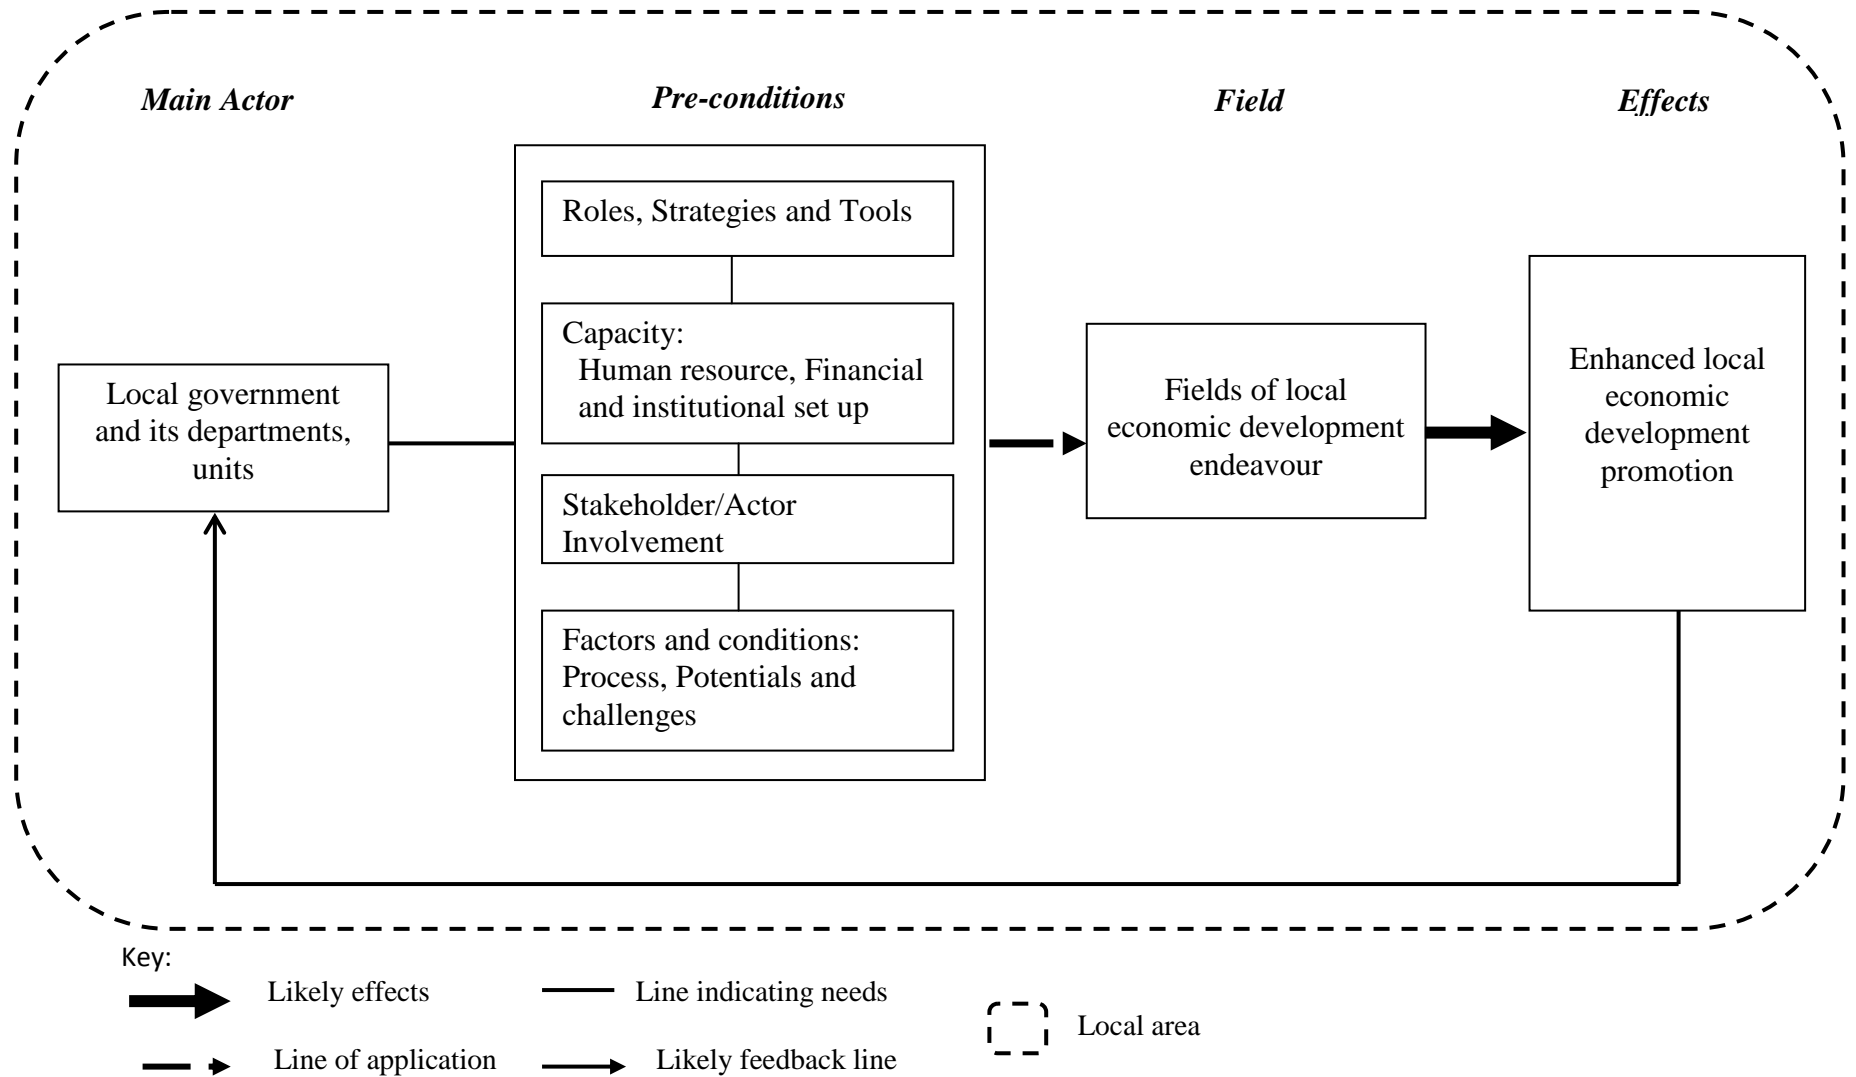 Main Actor
Pre-conditions
Field
Effects
Local government
and its departments,
units
Roles, Strategies and Tools
Capacity:
Human resource, Financial
and institutional set up
Stakeholder/Actor
Involvement
Factors and conditions:
Process, Potentials and
challenges
Fields of local
economic development
endeavour
Enhanced local
economic
development
promotion
Key:
Likely effects
Line indicating needs
Local area
Line of application
Likely feedback line